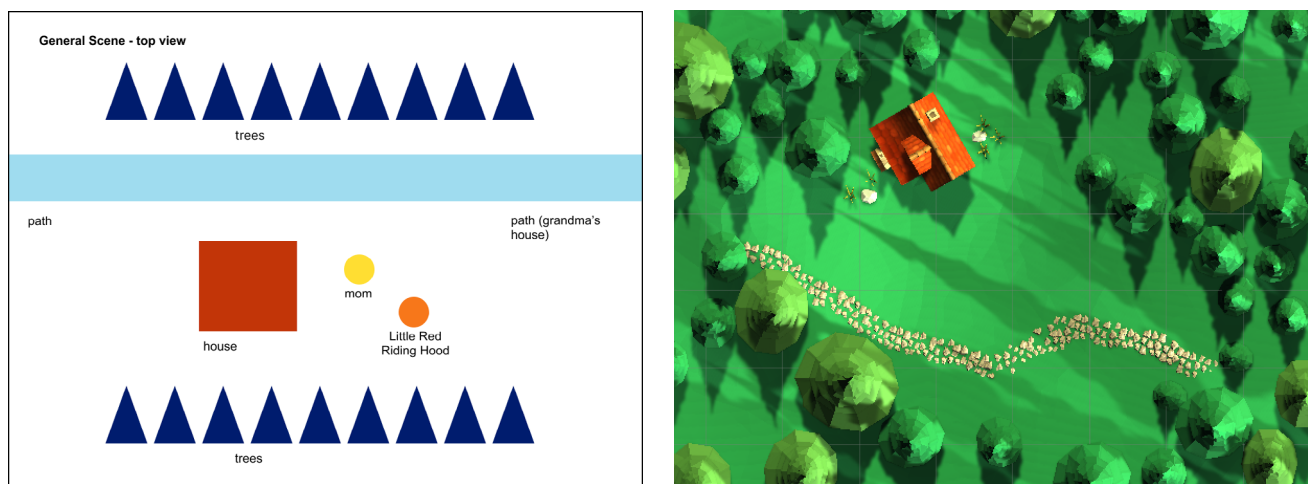 General Scene - top view
trees
path
path (grandma's
house)
mom
Little Red
Riding Hood
house
trees